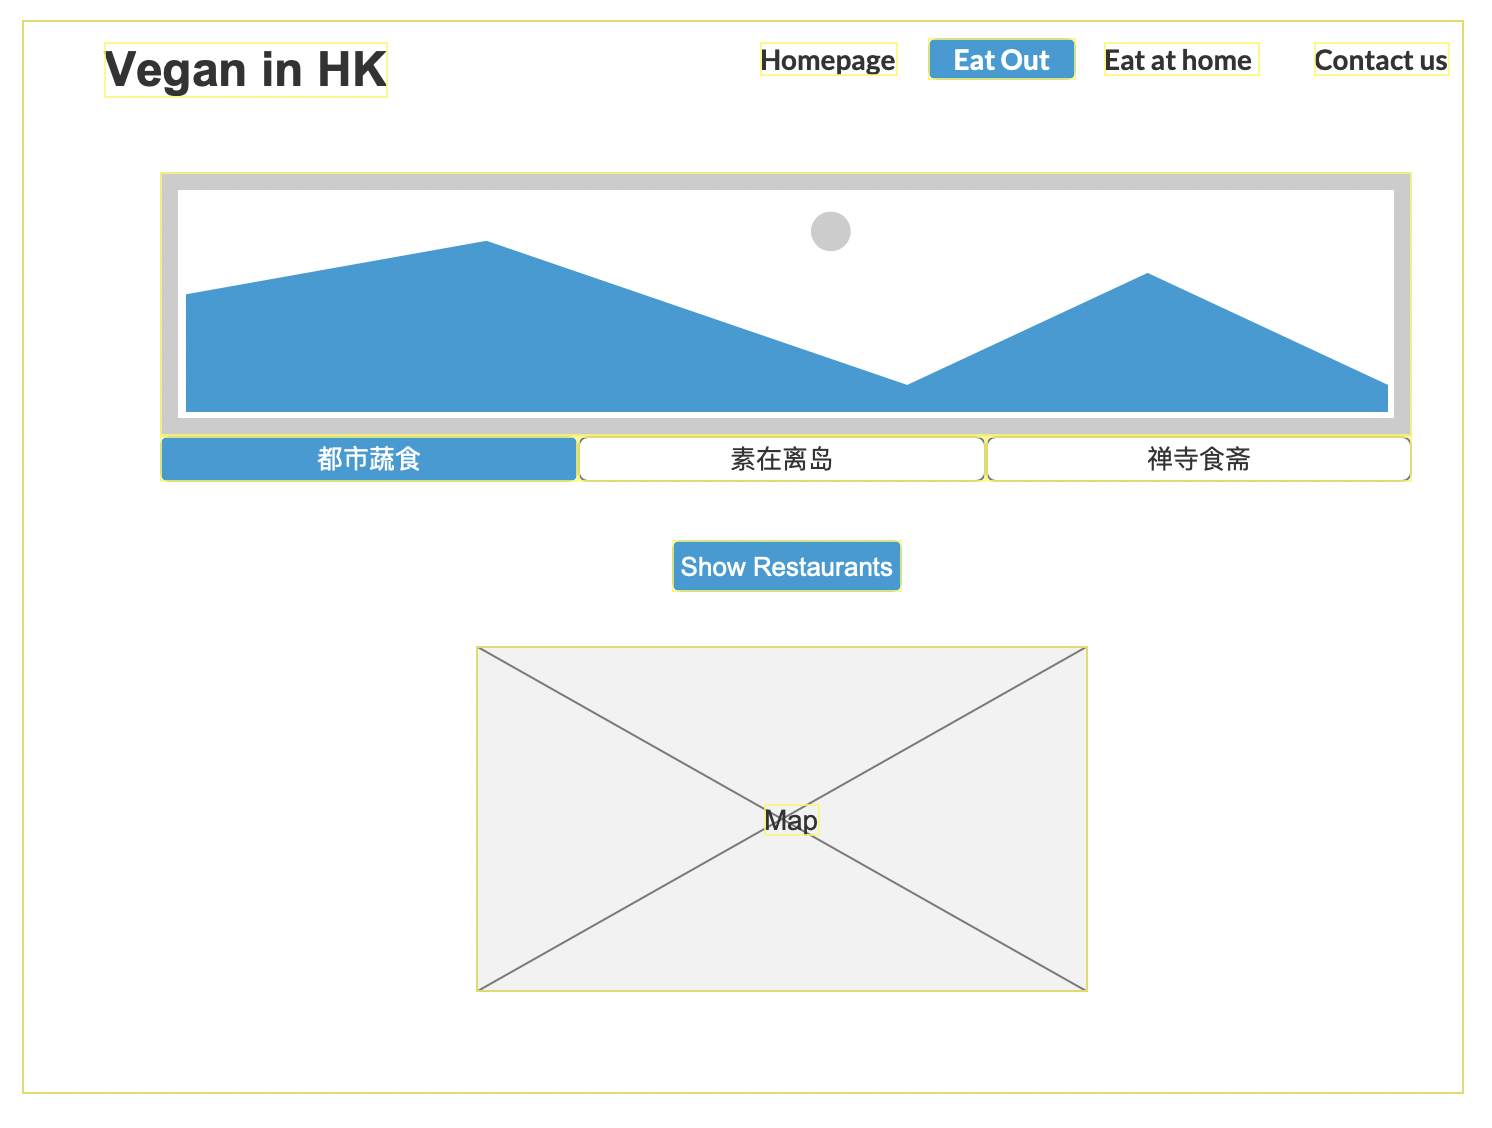 Vegan in HK
Homepage
Eat Out
Eat at home
Contact us
都市蔬食
素在离岛
禅寺食斋
Show Restaurants
Map